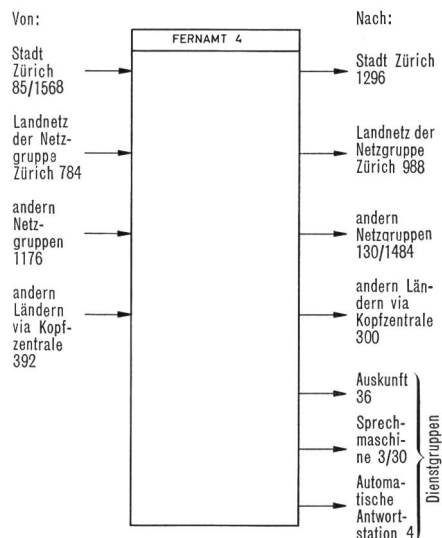 Von:
Stadt
Zürich
85/1568
Landnetz
der Netz-
gruppe
Zürich 784
andern
Netz-
gruppen
1176
andern
Ländern
via Kopf-
zentrale
392
FERNAMT 4
Nach:
Stadt Zürich
1296
Landnetz der
Netzgruppe
Zürich 988
andern
Netzgruppen
130/1484
andern Län-
dern via
Kopfzentrale
300
Auskunft
36
Sprech-
maschi-
ne 3/30
Automa-
tische
Antwort-
station 4
Dienstgruppen